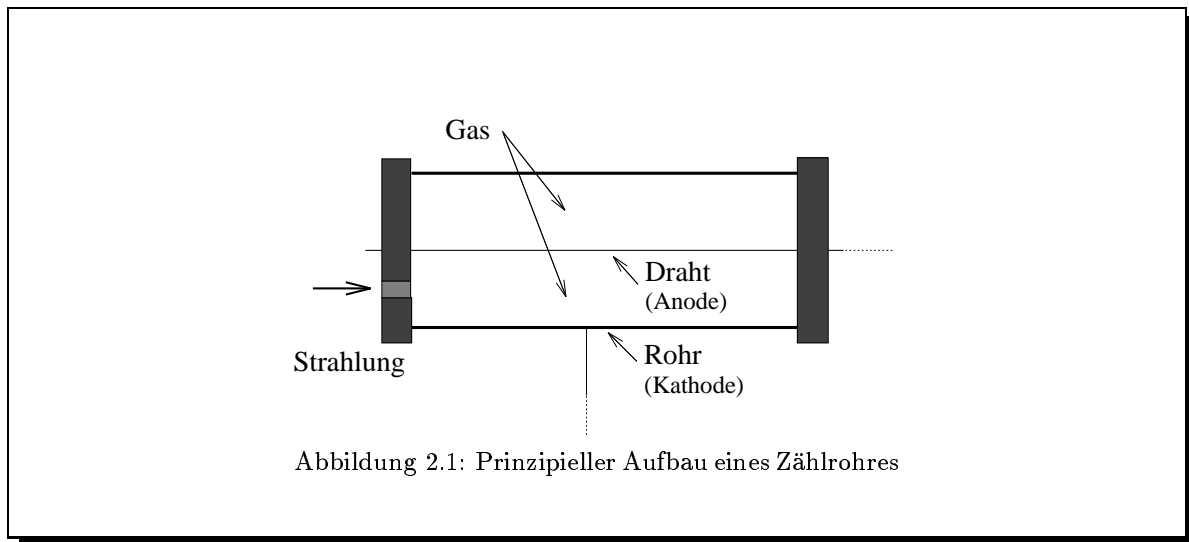 Gas
Draht
(Anode)
Strahlung
Rohr
(Kathode)
Abbildung 2.1: Prinzipieller Aufbau eines Zählrohres